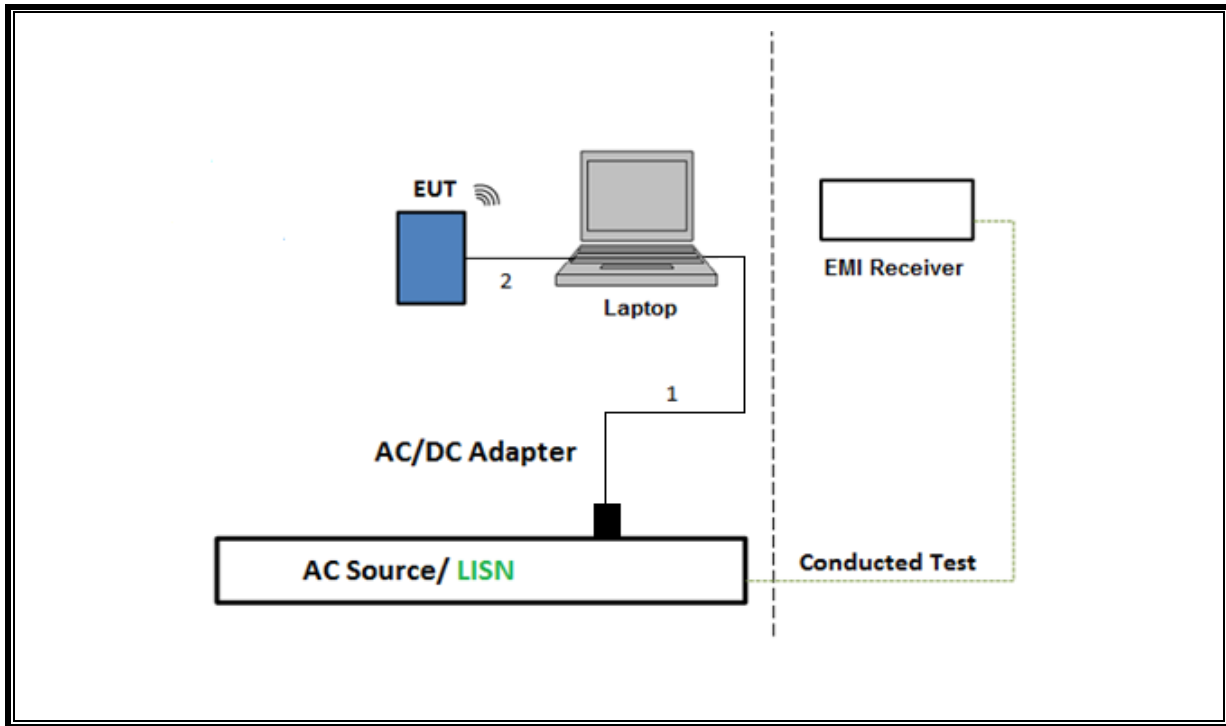 EUT
2
Laptop
EMI Receiver
1
AC/DC Adapter
AC Source/ LISN
Conducted Test